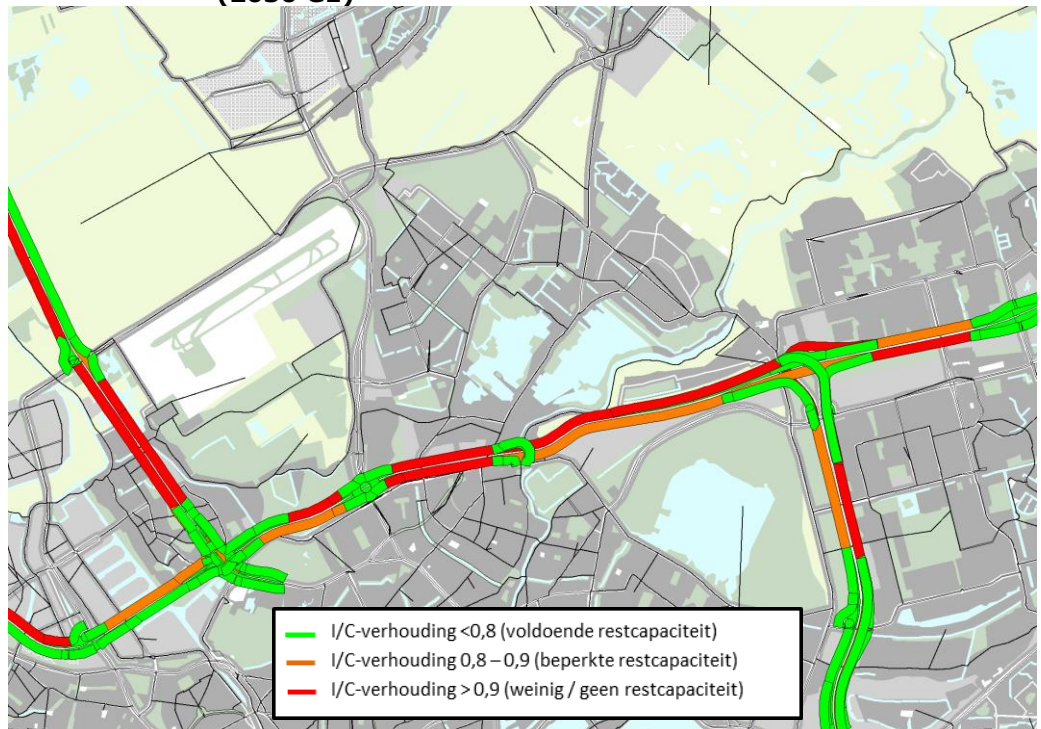 I/C-verhouding <0,8 (voldoende restcapaciteit)
I/C-verhouding 0,8 – 0,9 (beperkte restcapaciteit)
I/C-verhouding > 0,9 (weinig / geen restcapaciteit)